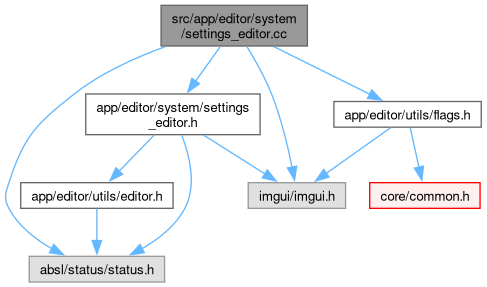 src/app/editor/system
/settings_editor.cc
app/editor/system/settings
_editor.h
app/editor/utils/flags.h
app/editor/utils/editor.h
imgui/imgui.h
core/common.h
absl/status/status.h